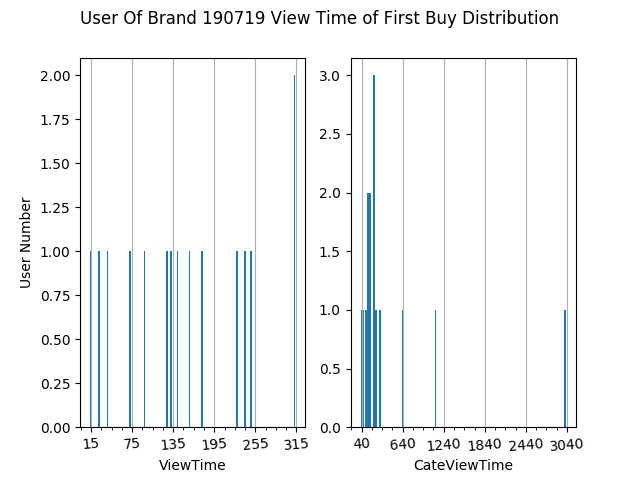 User Of Brand 190719 View Time of First Buy Distribution
2.00
1.75
1.50
1.25
1.00
0.75
0.50
0.25
0.00
User Number
15 75 135 195 255 315
ViewTime
3.0
2.5
2.0
1.5
1.0
0.5
0.0
40 640 1240 1840 2440 3040
CateViewTime